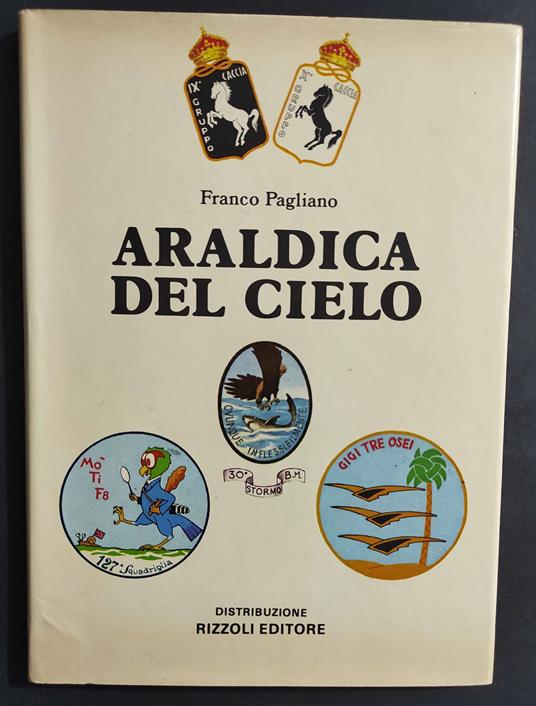 IX° GRUPPO CACCIA
X° GRUPPO CACCIA
Franco Pagliano
ARALDICA
DEL CIELO
OVUNQUE INFLESSIBILMENTE
30° STORMO B.M.
MO'
TI
F8
127ª Squadriglia
GIGI TRE OSEI
DISTRIBUZIONE
RIZZOLI EDITORE